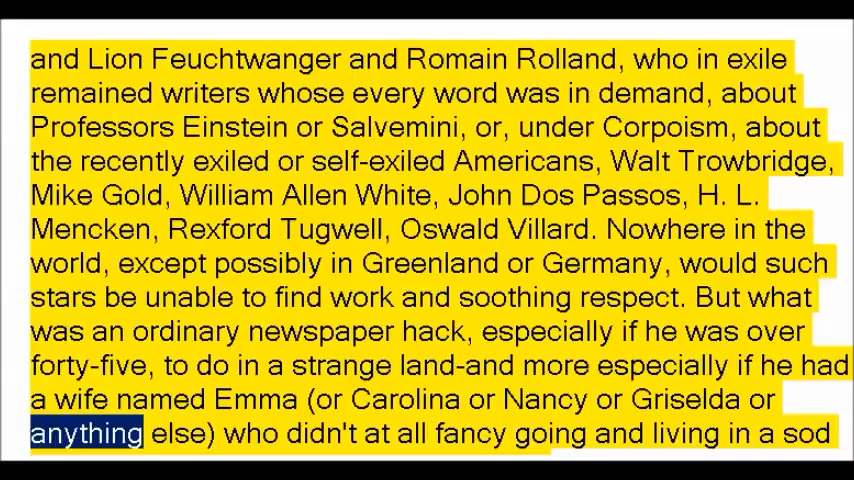 and Lion Feuchtwanger and Romain Rolland, who in exile
remained writers whose every word was in demand, about
Professors Einstein or Salvemini, or, under Corpoism, about
the recently exiled or self-exiled Americans, Walt Trowbridge,
Mike Gold, William Allen White, John Dos Passos, H. L.
Mencken, Rexford Tugwell, Oswald Villard. Nowhere in the
world, except possibly in Greenland or Germany, would such
stars be unable to find work and soothing respect. But what
was an ordinary newspaper hack, especially if he was over
forty-five, to do in a strange land-and more especially if he had
a wife named Emma (or Carolina or Nancy or Griselda or
anything else) who didn't at all fancy going and living in a sod